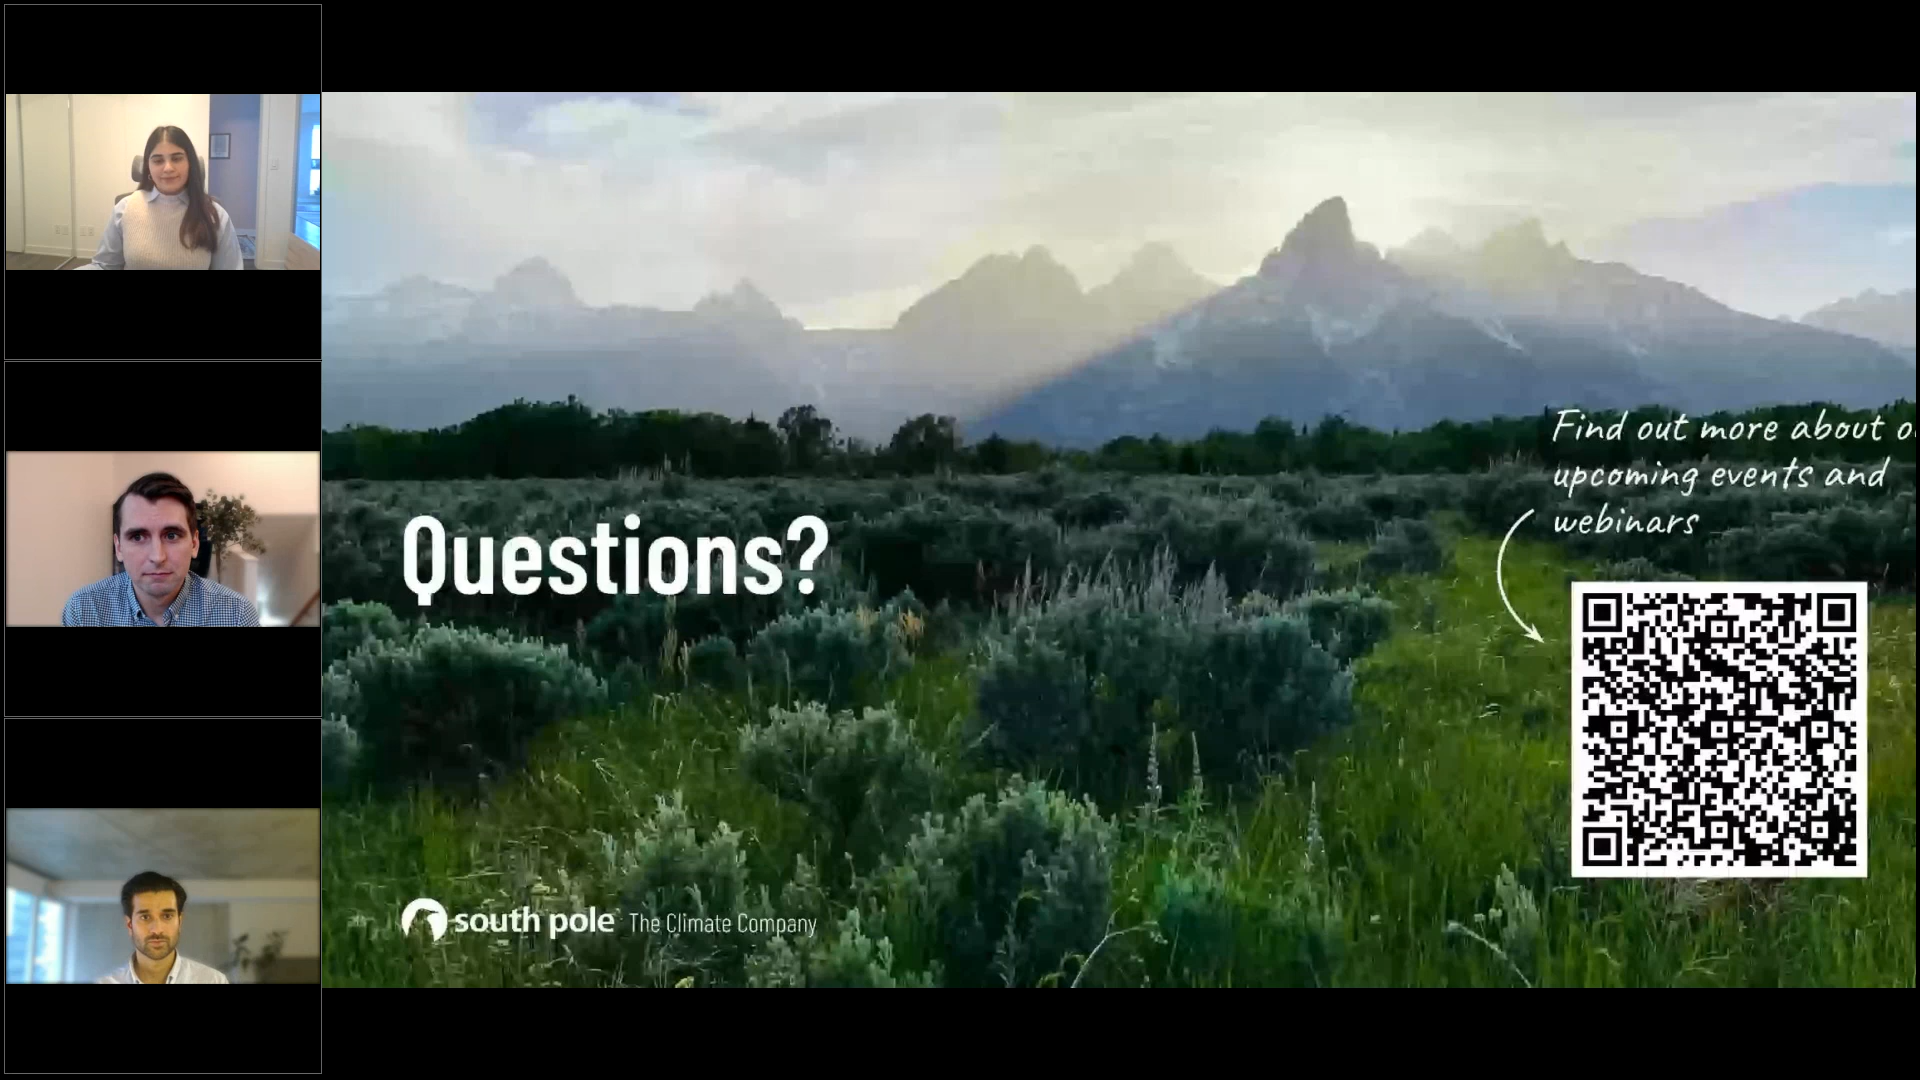 Find out more about o
upcoming events and
webinars
Questions?
south pole The Climate Company